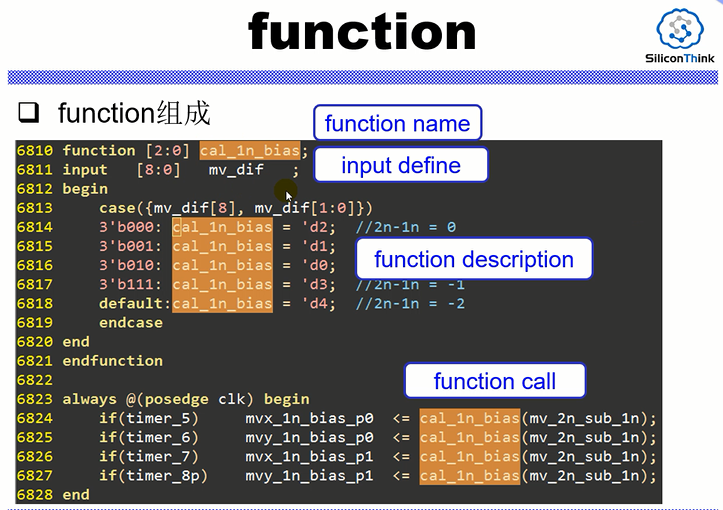 function
SiliconThink
function组成
function name
6810 function [2:0] cal_1n_bias;
6811 input   [8:0]   mv_dif   ;
input define
6812 begin
6813     case({mv_dif[8], mv_dif[1:0]})
6814     3'b000: cal_1n_bias = 'd2;  //2n-1n = 0
6815     3'b001: cal_1n_bias = 'd1;
6816     3'b010: cal_1n_bias = 'd0;
function description
6817     3'b111: cal_1n_bias = 'd3;  //2n-1n = -1
6818     default:cal_1n_bias = 'd4;  //2n-1n = -2
6819     endcase
6820 end
6821 endfunction
6822
function call
6823 always @(posedge clk) begin
6824     if(timer_5)     mvx_1n_bias_p0  <= cal_1n_bias(mv_2n_sub_1n);
6825     if(timer_6)     mvy_1n_bias_p0  <= cal_1n_bias(mv_2n_sub_1n);
6826     if(timer_7)     mvx_1n_bias_p1  <= cal_1n_bias(mv_2n_sub_1n);
6827     if(timer_8p)    mvy_1n_bias_p1  <= cal_1n_bias(mv_2n_sub_1n);
6828 end